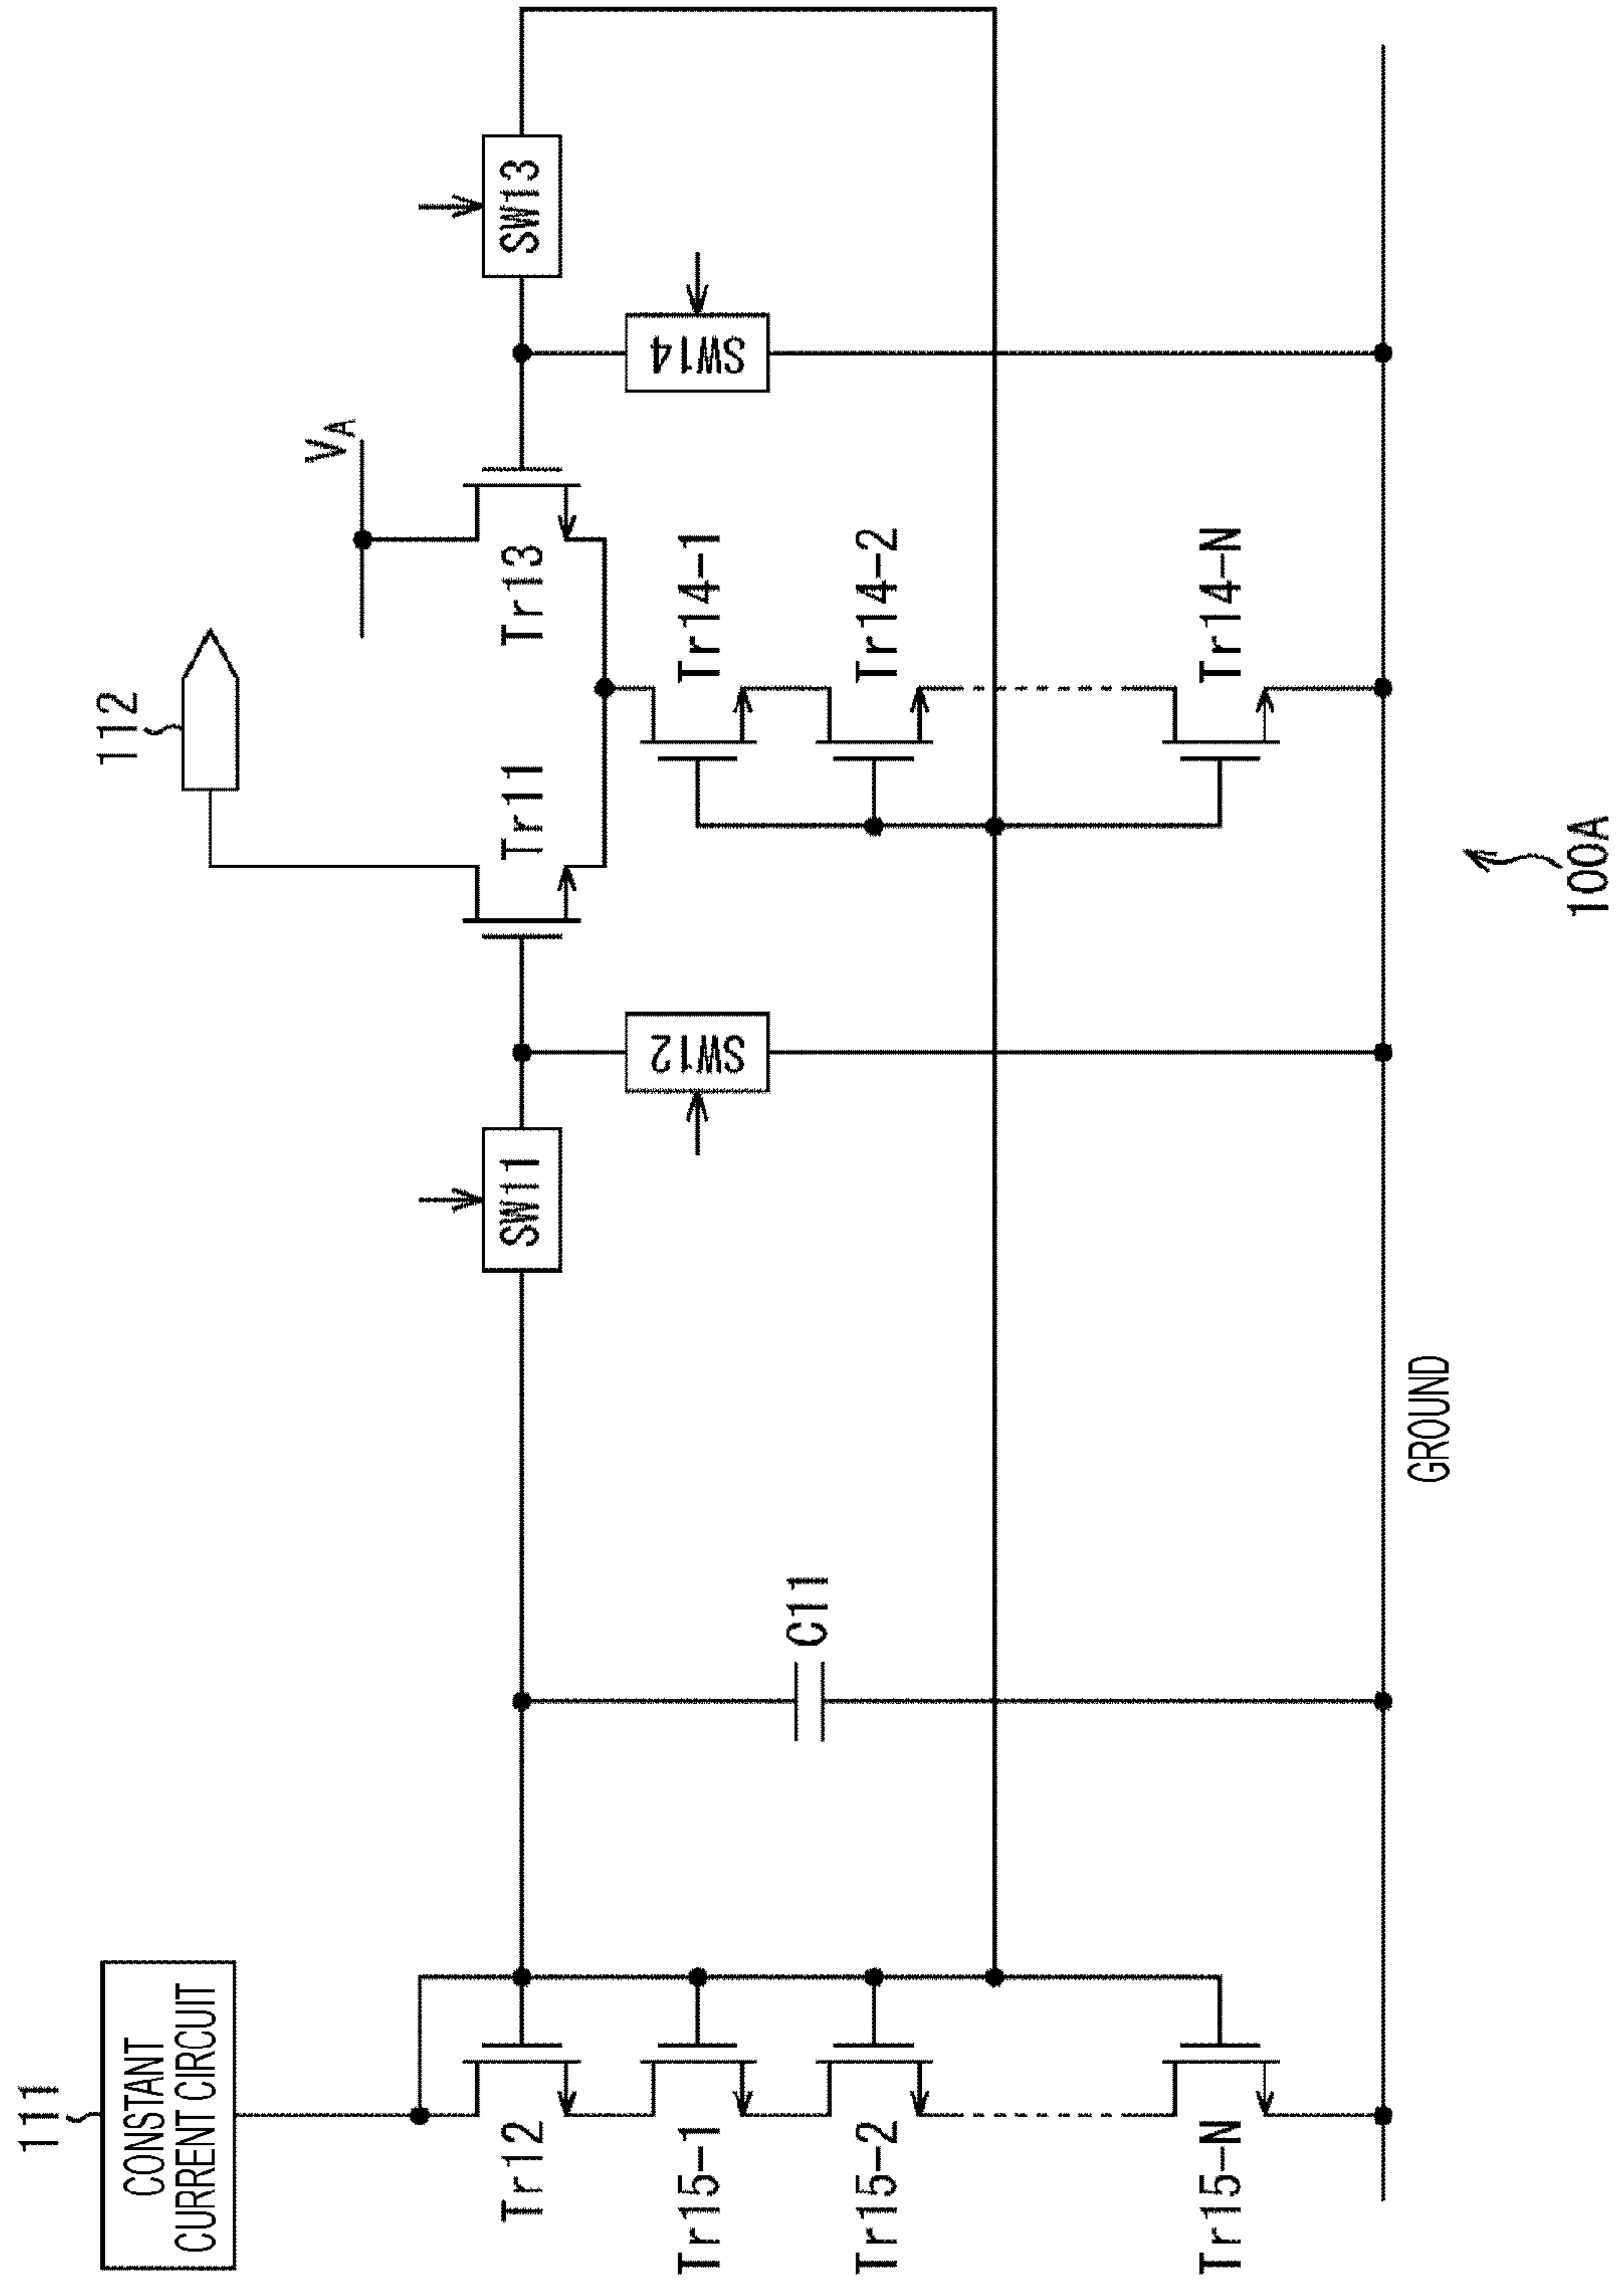 111
CONSTANT
CURRENT CIRCUIT
112
V_A
Tr12
SW11
Tr11
Tr13
SW13
SW12
SW14
Tr15-1
C11
Tr14-1
Tr15-2
Tr14-2
Tr15-N
Tr14-N
GROUND
100A